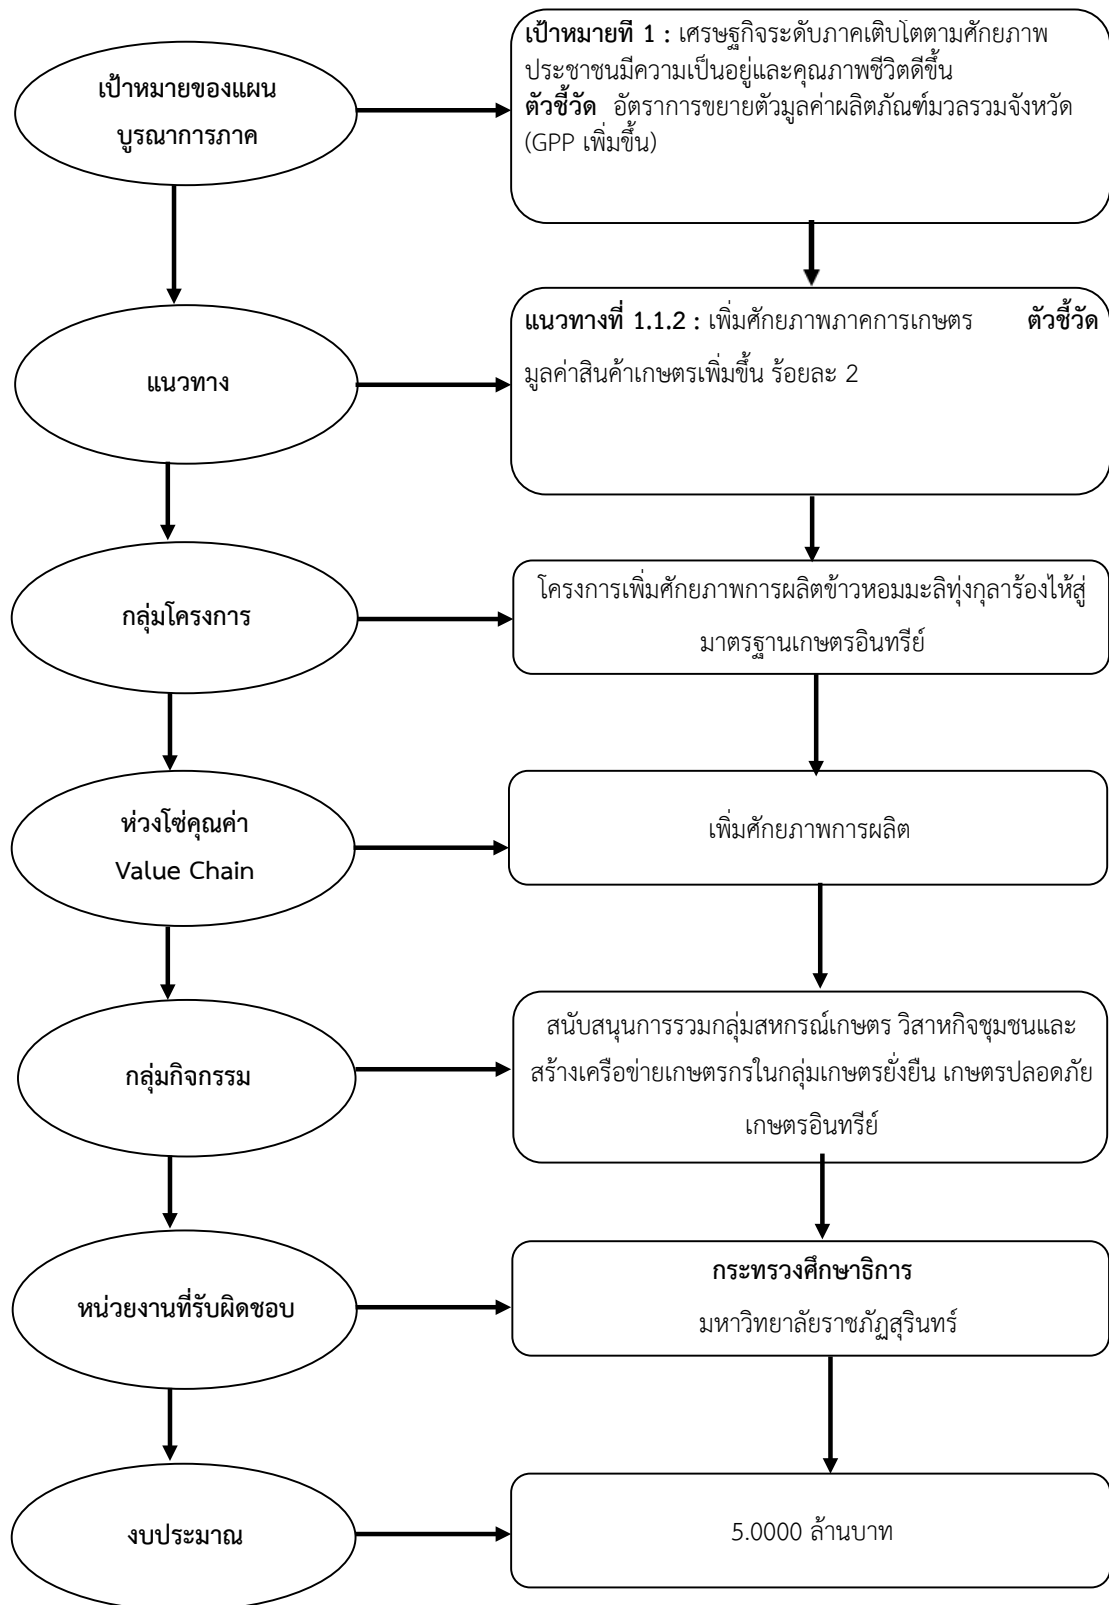 เป้าหมายของแผน
บูรณาการภาค
เป้าหมายที่ 1 : เศรษฐกิจระดับภาคเติบโตตามศักยภาพ
ประชาชนมีความเป็นอยู่และคุณภาพชีวิตดีขึ้น
ตัวชี้วัด อัตราการขยายตัวมูลค่าผลิตภัณฑ์มวลรวมจังหวัด
(GPP เพิ่มขึ้น)
แนวทาง
แนวทางที่ 1.1.2 : เพิ่มศักยภาพภาคการเกษตร ตัวชี้วัด
มูลค่าสินค้าเกษตรเพิ่มขึ้น ร้อยละ 2
กลุ่มโครงการ
โครงการเพิ่มศักยภาพการผลิตข้าวหอมมะลิทุ่งกุลาร้องไห้สู่
มาตรฐานเกษตรอินทรีย์
ห่วงโซ่คุณค่า
Value Chain
เพิ่มศักยภาพการผลิต
กลุ่มกิจกรรม
สนับสนุนการรวมกลุ่มสหกรณ์เกษตร วิสาหกิจชุมชนและ
สร้างเครือข่ายเกษตรกรในกลุ่มเกษตรยั่งยืน เกษตรปลอดภัย
เกษตรอินทรีย์
หน่วยงานที่รับผิดชอบ
กระทรวงศึกษาธิการ
มหาวิทยาลัยราชภัฏสุรินทร์
งบประมาณ
5.0000 ล้านบาท